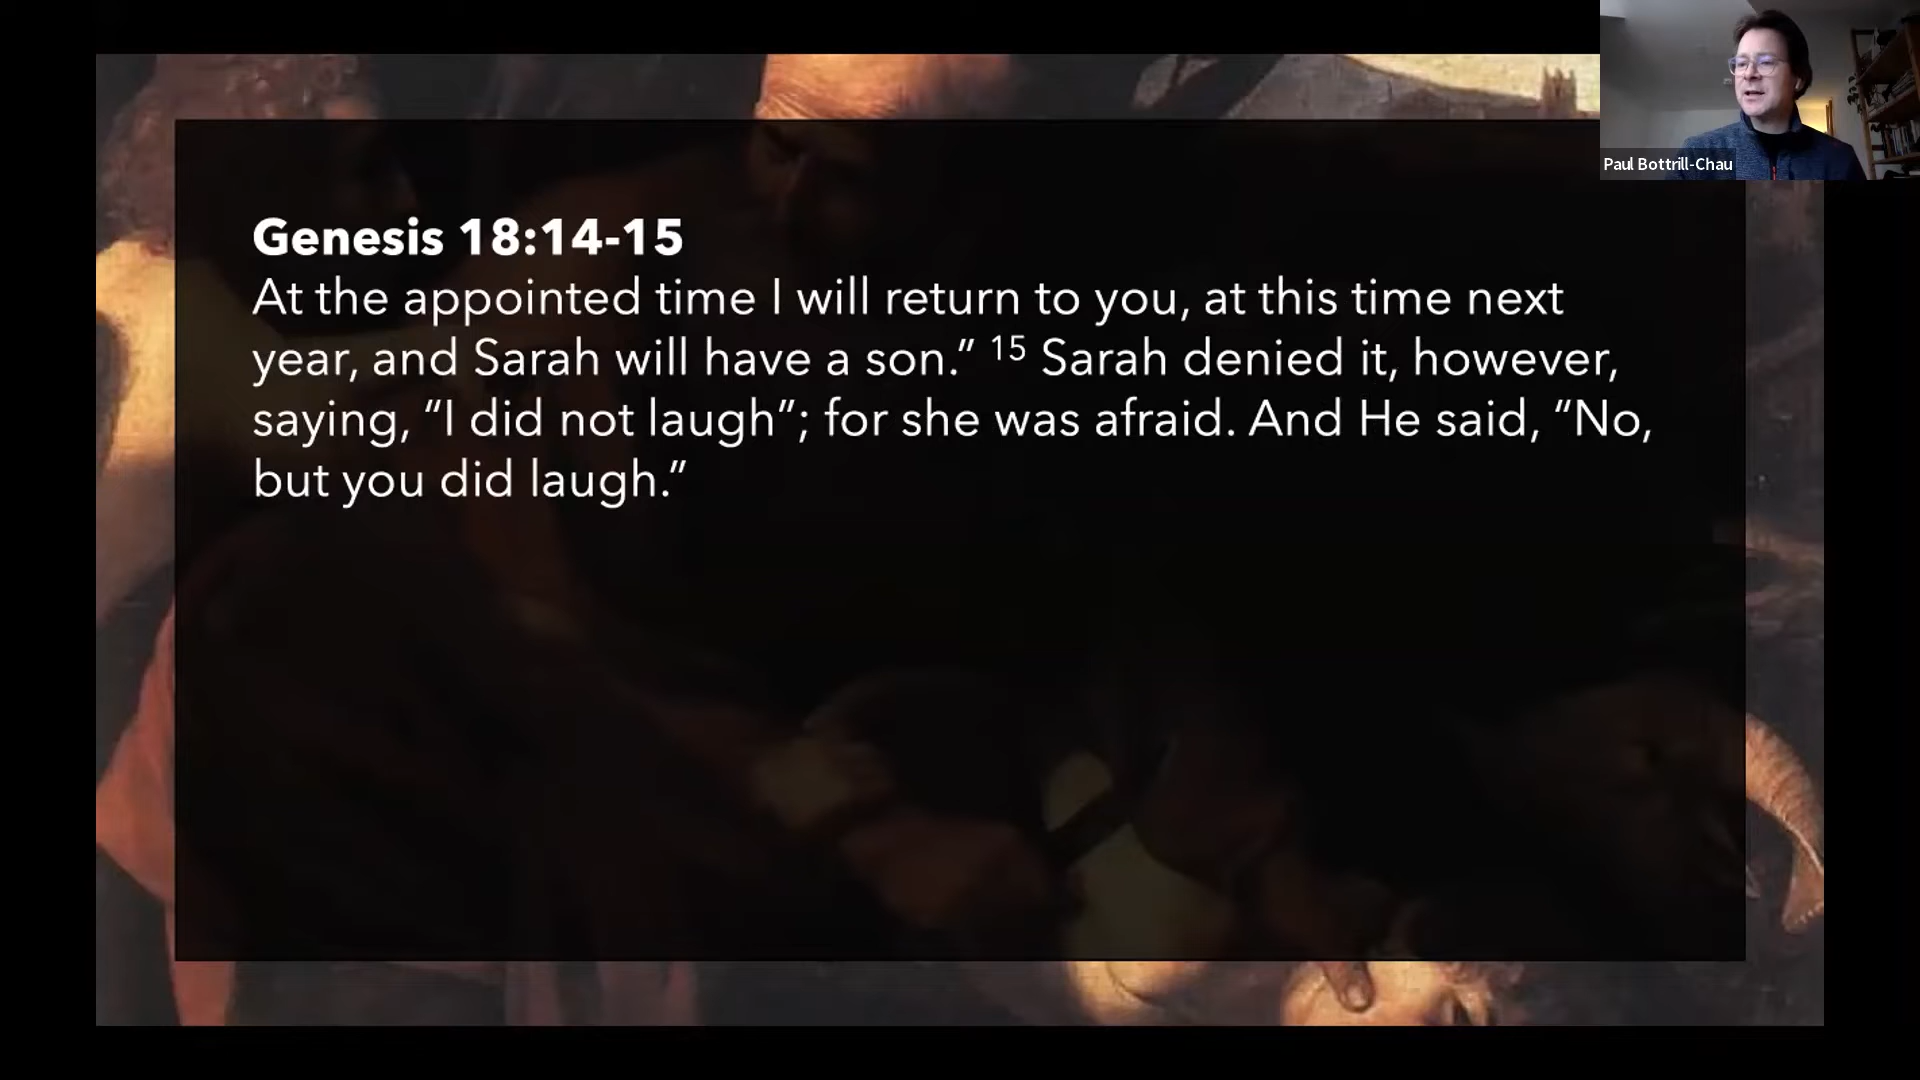 Paul Bottrill-Chau
Genesis 18:14-15
At the appointed time I will return to you, at this time next
year, and Sarah will have a son.” 15 Sarah denied it, however,
saying, “I did not laugh”; for she was afraid. And He said, “No,
but you did laugh.”